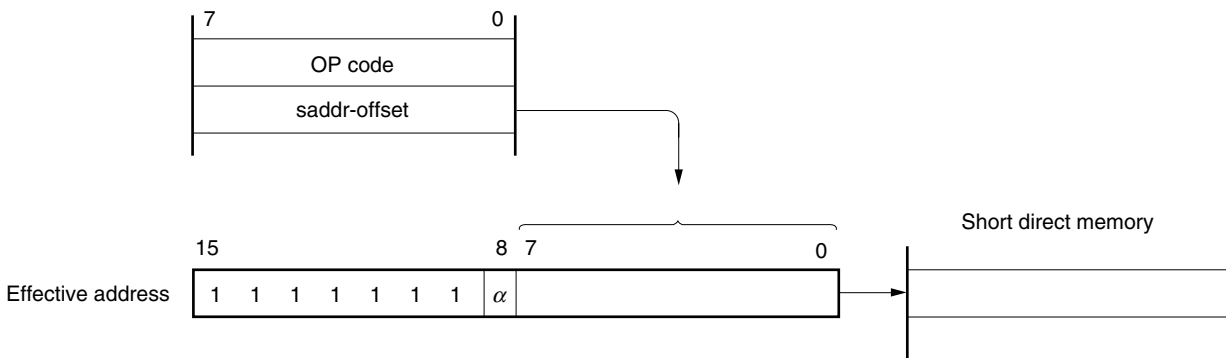 7 0
OP code
saddr-offset
Short direct memory
15 8 7 0
Effective address 1 1 1 1 1 1 1 α